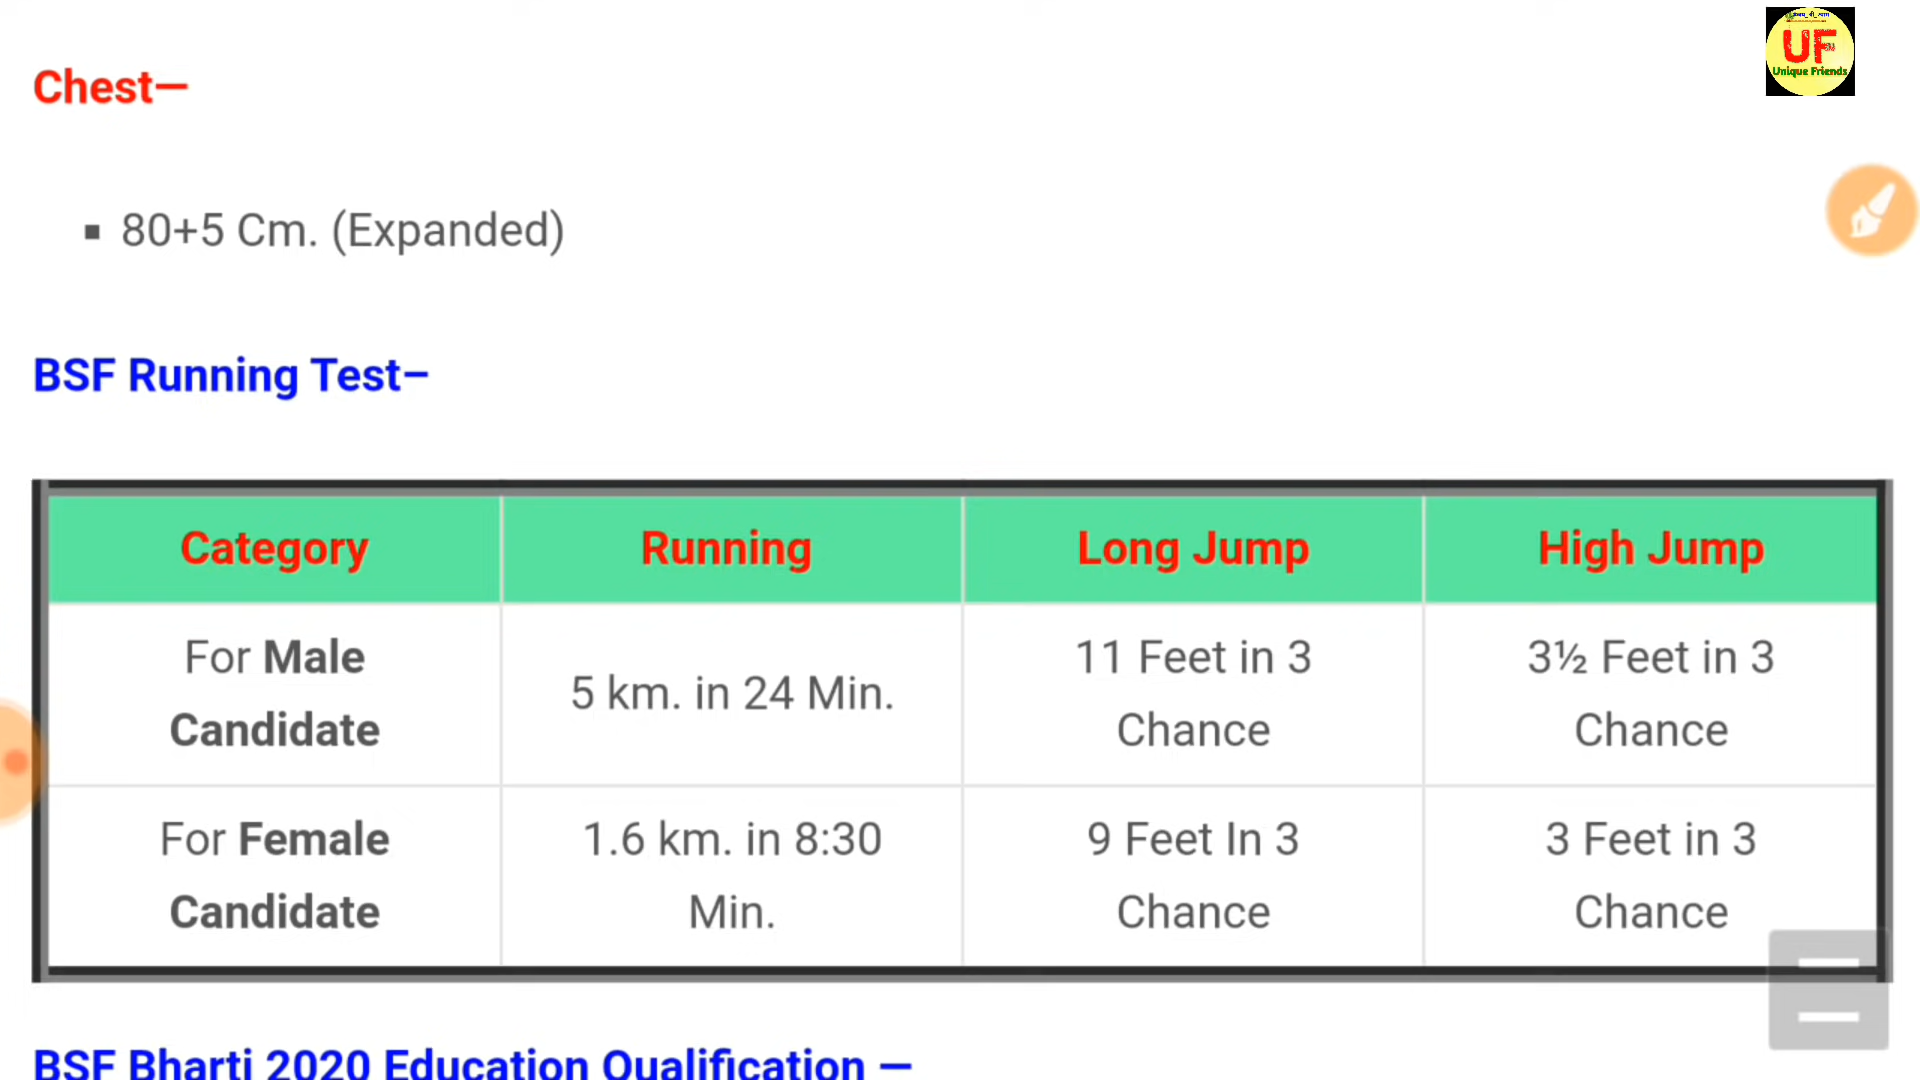 UF
Unique Friends
Chest—
▪ 80+5 Cm. (Expanded)
BSF Running Test–
Category Running Long Jump High Jump
For Male Candidate
5 km. in 24 Min.
11 Feet in 3 Chance
3½ Feet in 3 Chance
For Female Candidate
1.6 km. in 8:30 Min.
9 Feet In 3 Chance
3 Feet in 3 Chance
BSF Bharti 2020 Education Qualification —